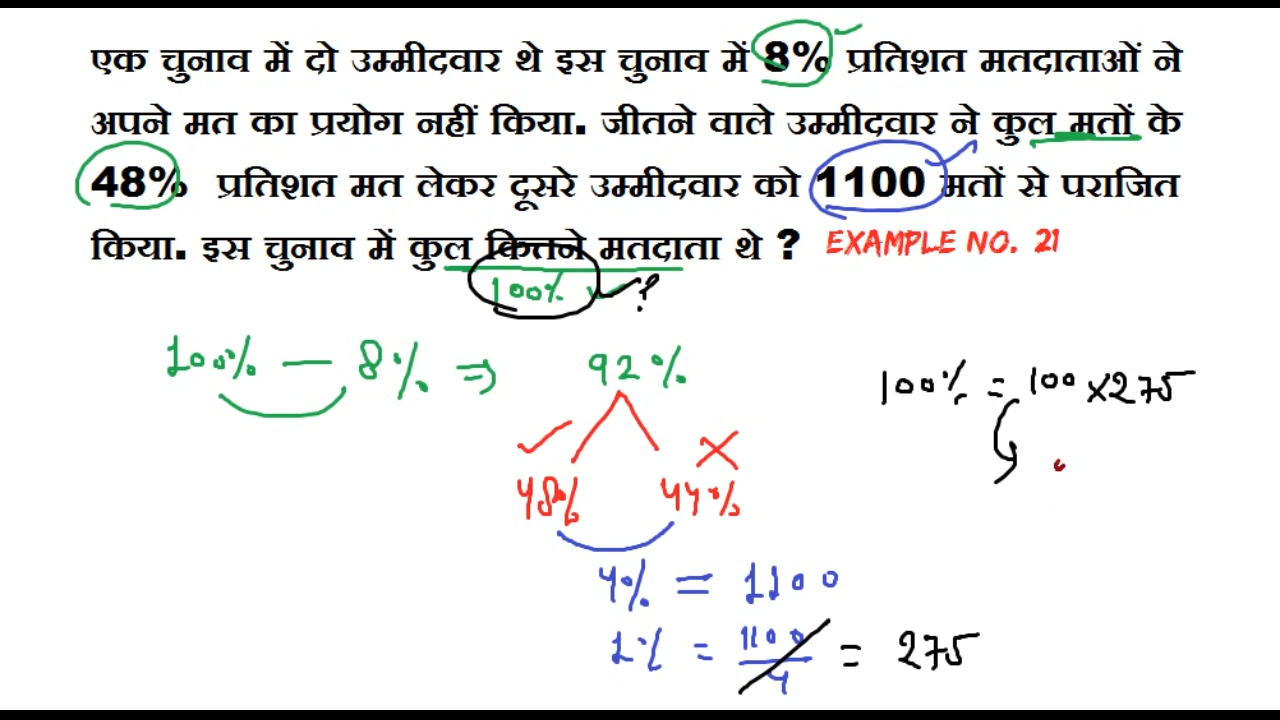 एक चुनाव में दो उम्मीदवार थे इस चुनाव में 8% प्रतिशत मतदाताओं ने
अपने मत का प्रयोग नहीं किया. जीतने वाले उम्मीदवार ने कुल मतों के
48% प्रतिशत मत लेकर दूसरे उम्मीदवार को 1100 मतों से पराजित
किया. इस चुनाव में कुल कितने मतदाता थे ? EXAMPLE NO. 21
100% ?
100% — 8% ⇒ 92%
100% = 100 × 275
48% 44%
4% = 1100
1% = 1100/4 = 275